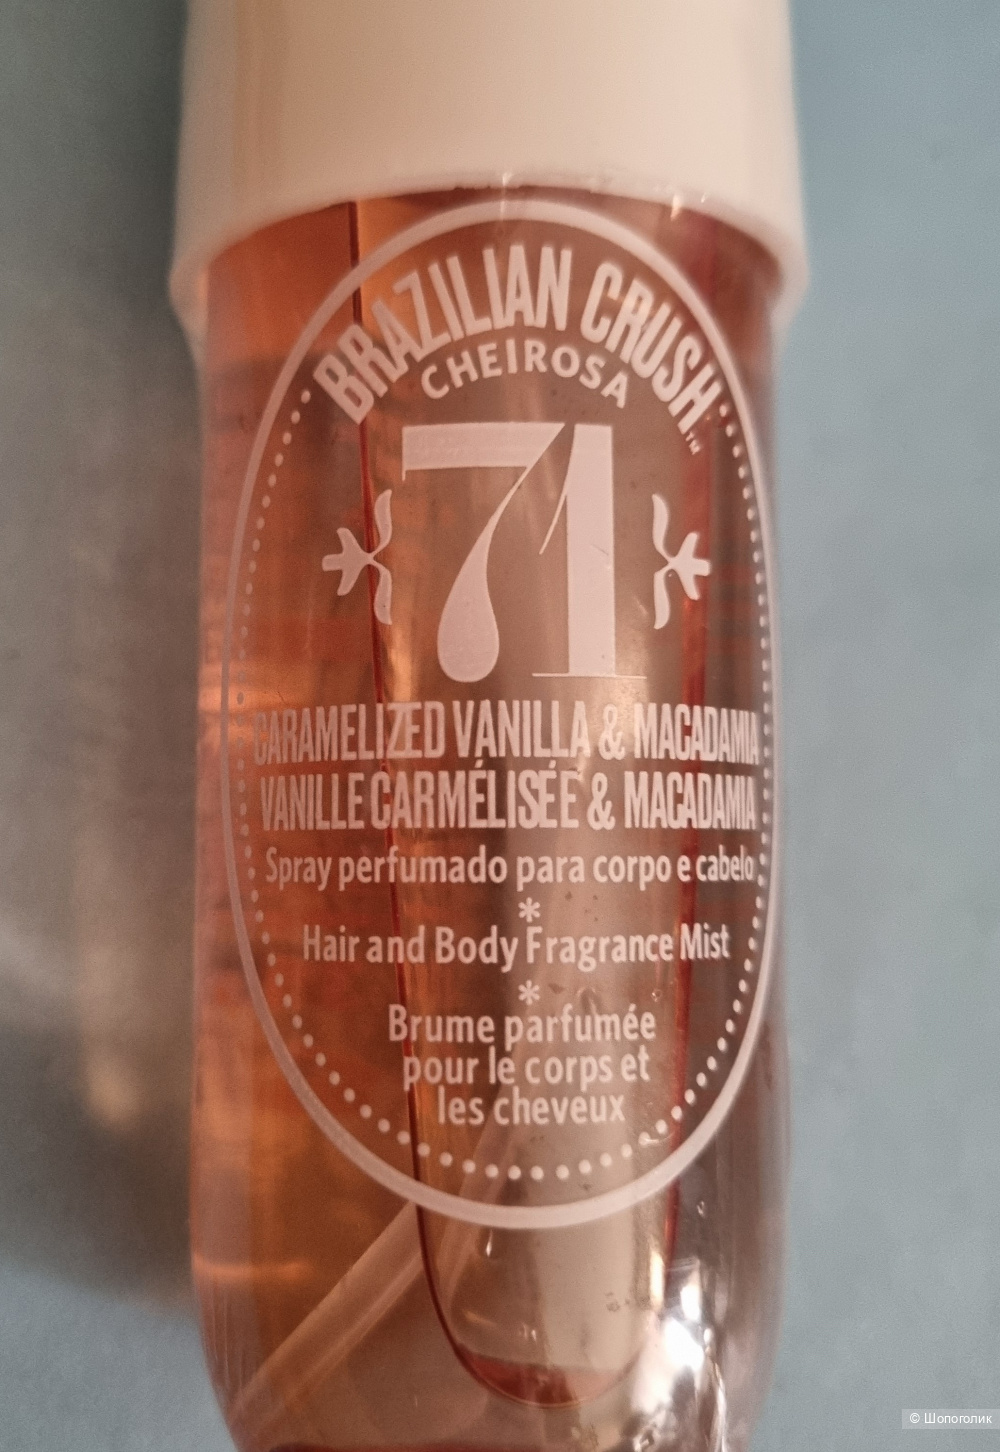 BRAZILIAN CRUSH™
CHEIROSA
71
CARAMELIZED VANILLA & MACADAMIA
VANILLE CARMÉLISÉE & MACADAMIA
Spray perfumado para corpo e cabelo
*
Hair and Body Fragrance Mist
*
Brume parfumée
pour le corps et
les cheveux
© Шопоголик